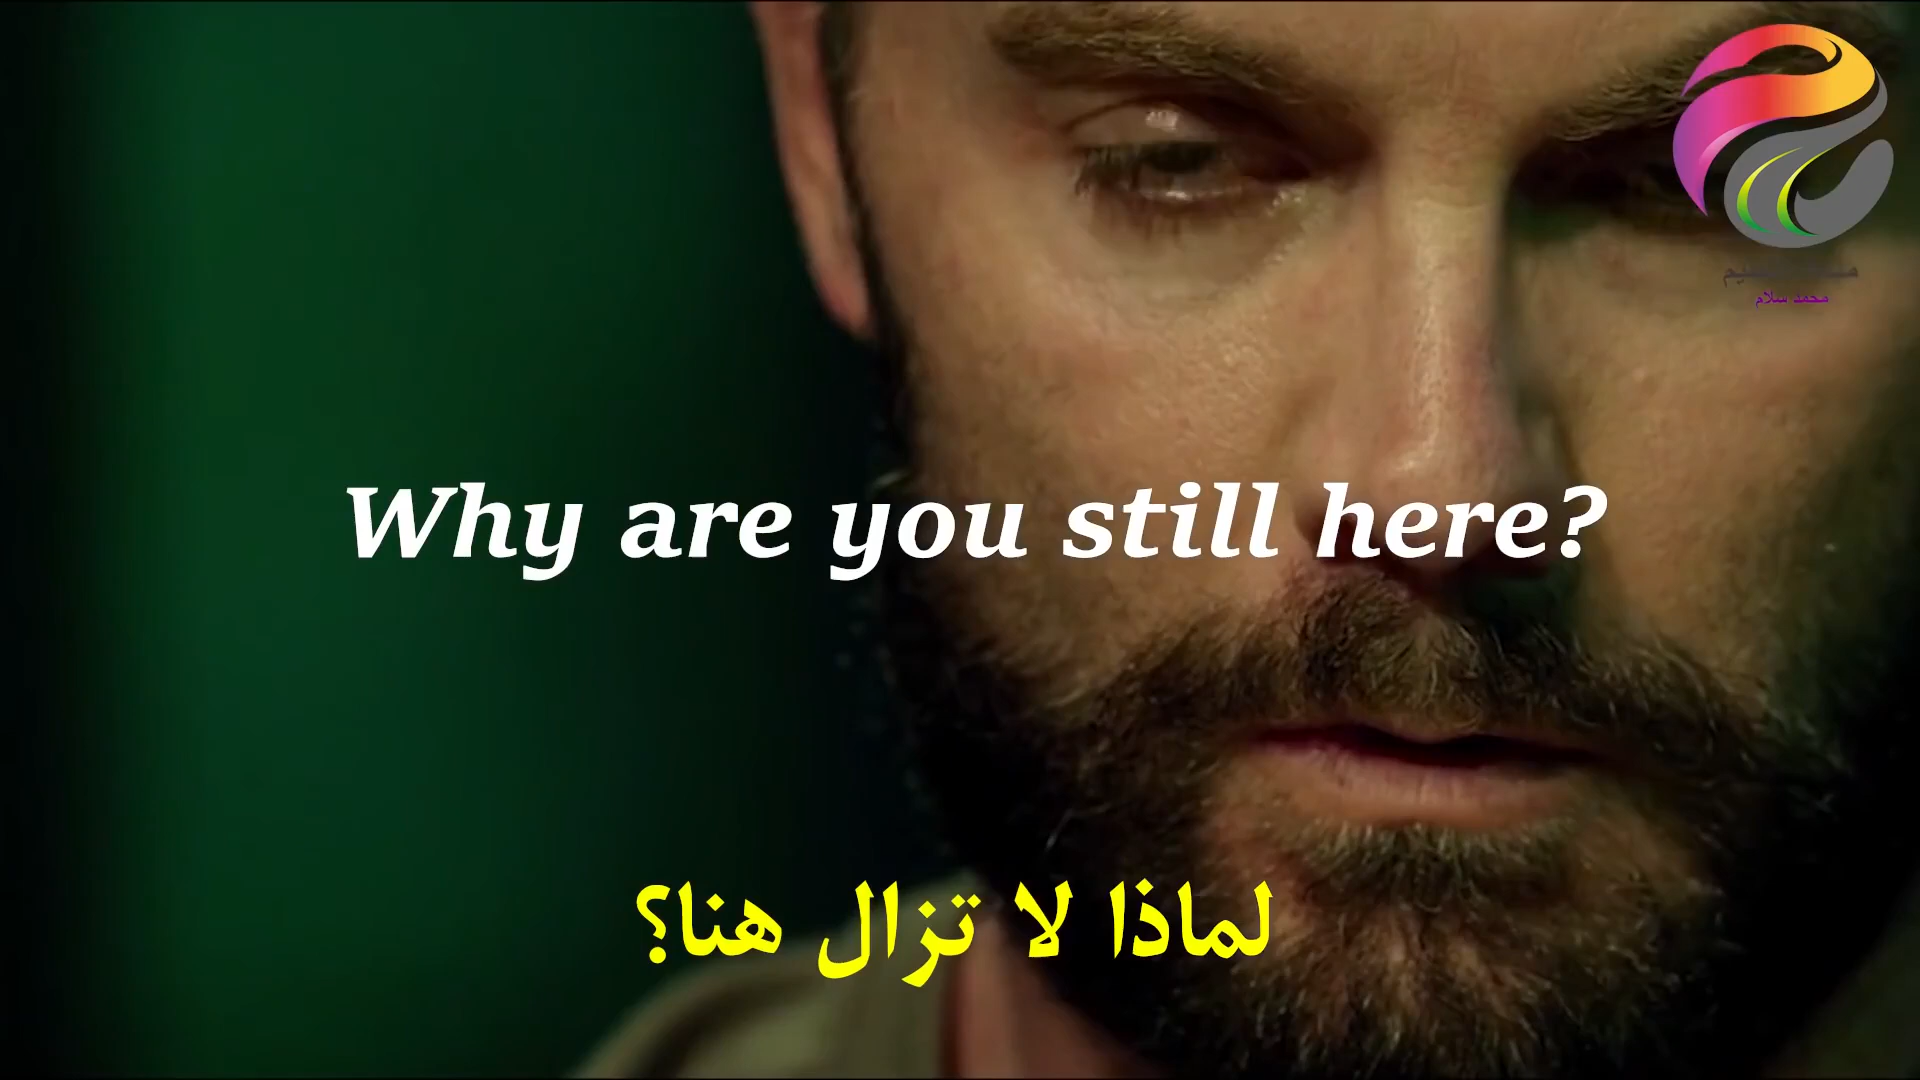 محمد سلام
Why are you still here?
لماذا لا تزال هنا؟